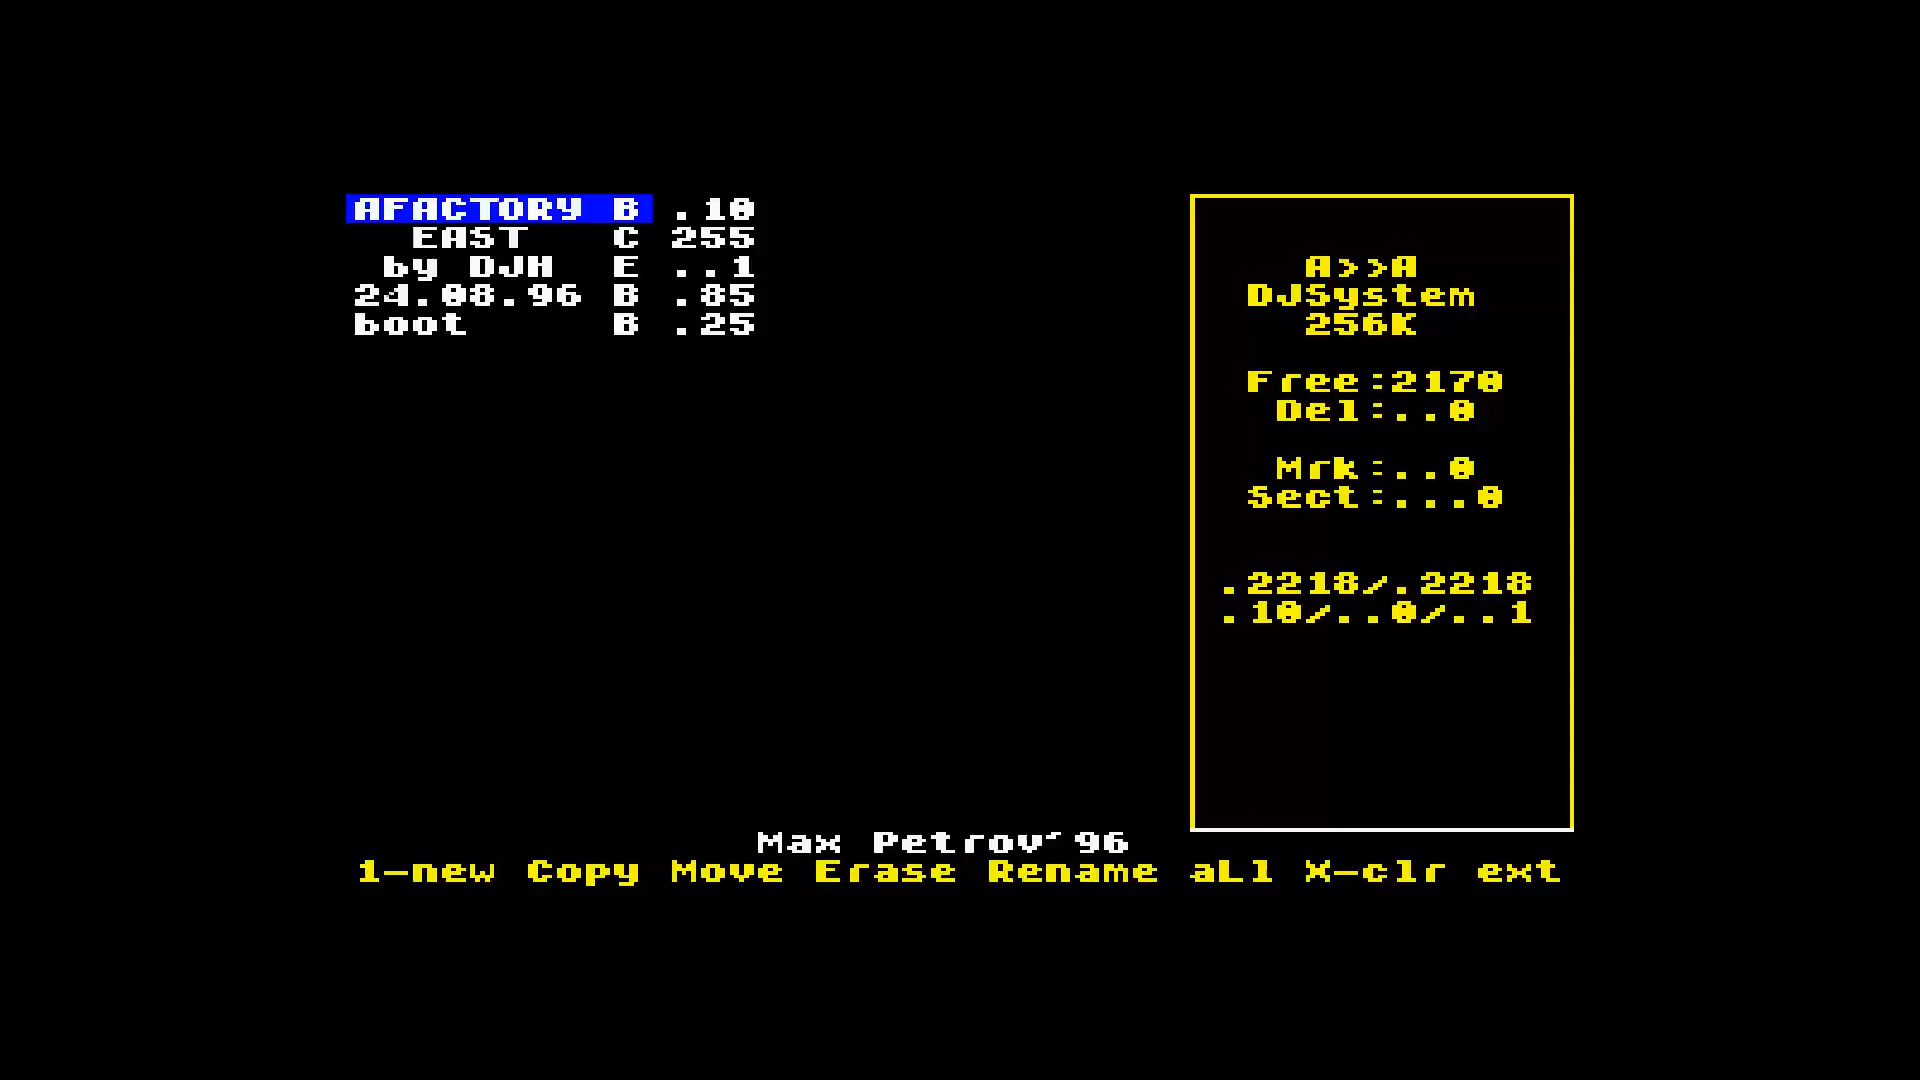 AFACTORY B .10
EAST C 255
by DJH E ..1
24.08.96 B .85
boot B .25
A>>A
DJSystem
256K
Free:2170
Del:..0
Mrk:..0
Sect:...0
.2218/.2218
.10/..0/..1
Max Petrov'96
1-new Copy Move Erase Rename aLl X-clr ext